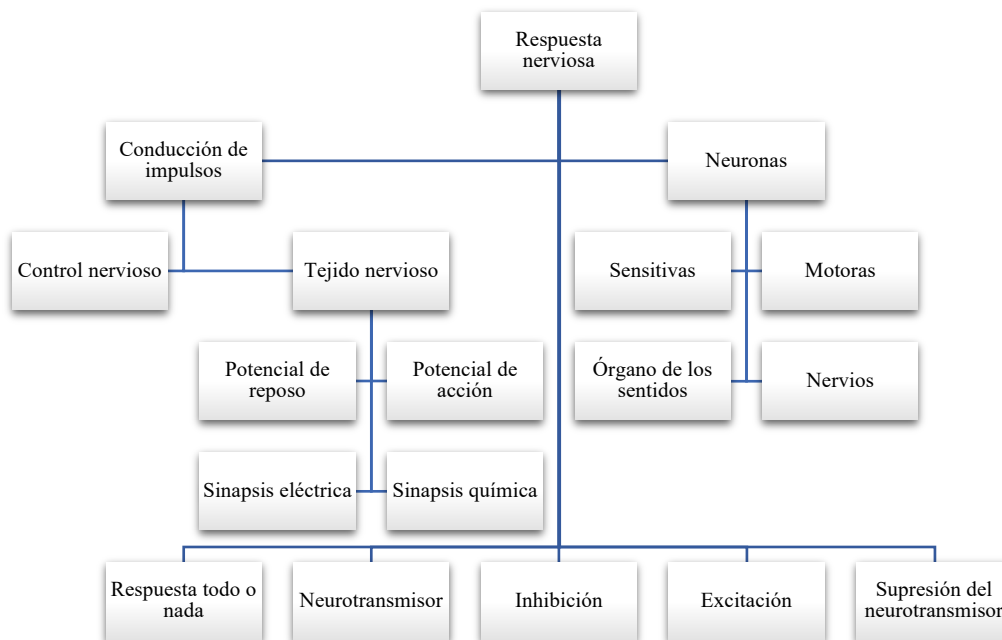 Respuesta
nerviosa
Conducción de
impulsos
Neuronas
Control nervioso
Tejido nervioso
Sensitivas
Motoras
Potencial de
reposo
Potencial de
acción
Órgano de los
sentidos
Nervios
Sinapsis eléctrica
Sinapsis química
Respuesta todo o
nada
Neurotransmisor
Inhibición
Excitación
Supresión del
neurotransmisor